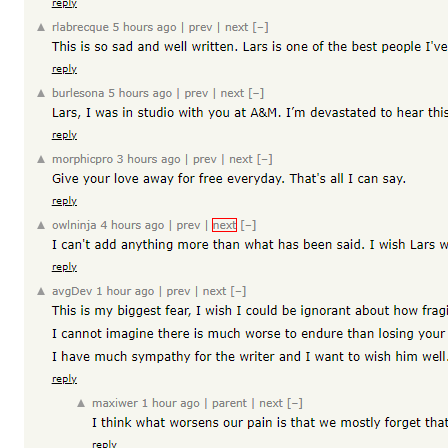 reply
rlabrecque 5 hours ago | prev | next [–]
This is so sad and well written. Lars is one of the best people I've
reply
burlesona 5 hours ago | prev | next [–]
Lars, I was in studio with you at A&M. I'm devastated to hear this
reply
morphicpro 3 hours ago | prev | next [–]
Give your love away for free everyday. That's all I can say.
reply
owlninja 4 hours ago | prev | next [–]
I can't add anything more than what has been said. I wish Lars w
reply
avgDev 1 hour ago | prev | next [–]
This is my biggest fear, I wish I could be ignorant about how fragi
I cannot imagine there is much worse to endure than losing your
I have much sympathy for the writer and I want to wish him well.
reply
maxiwer 1 hour ago | parent | next [–]
I think what worsens our pain is that we mostly forget that
reply